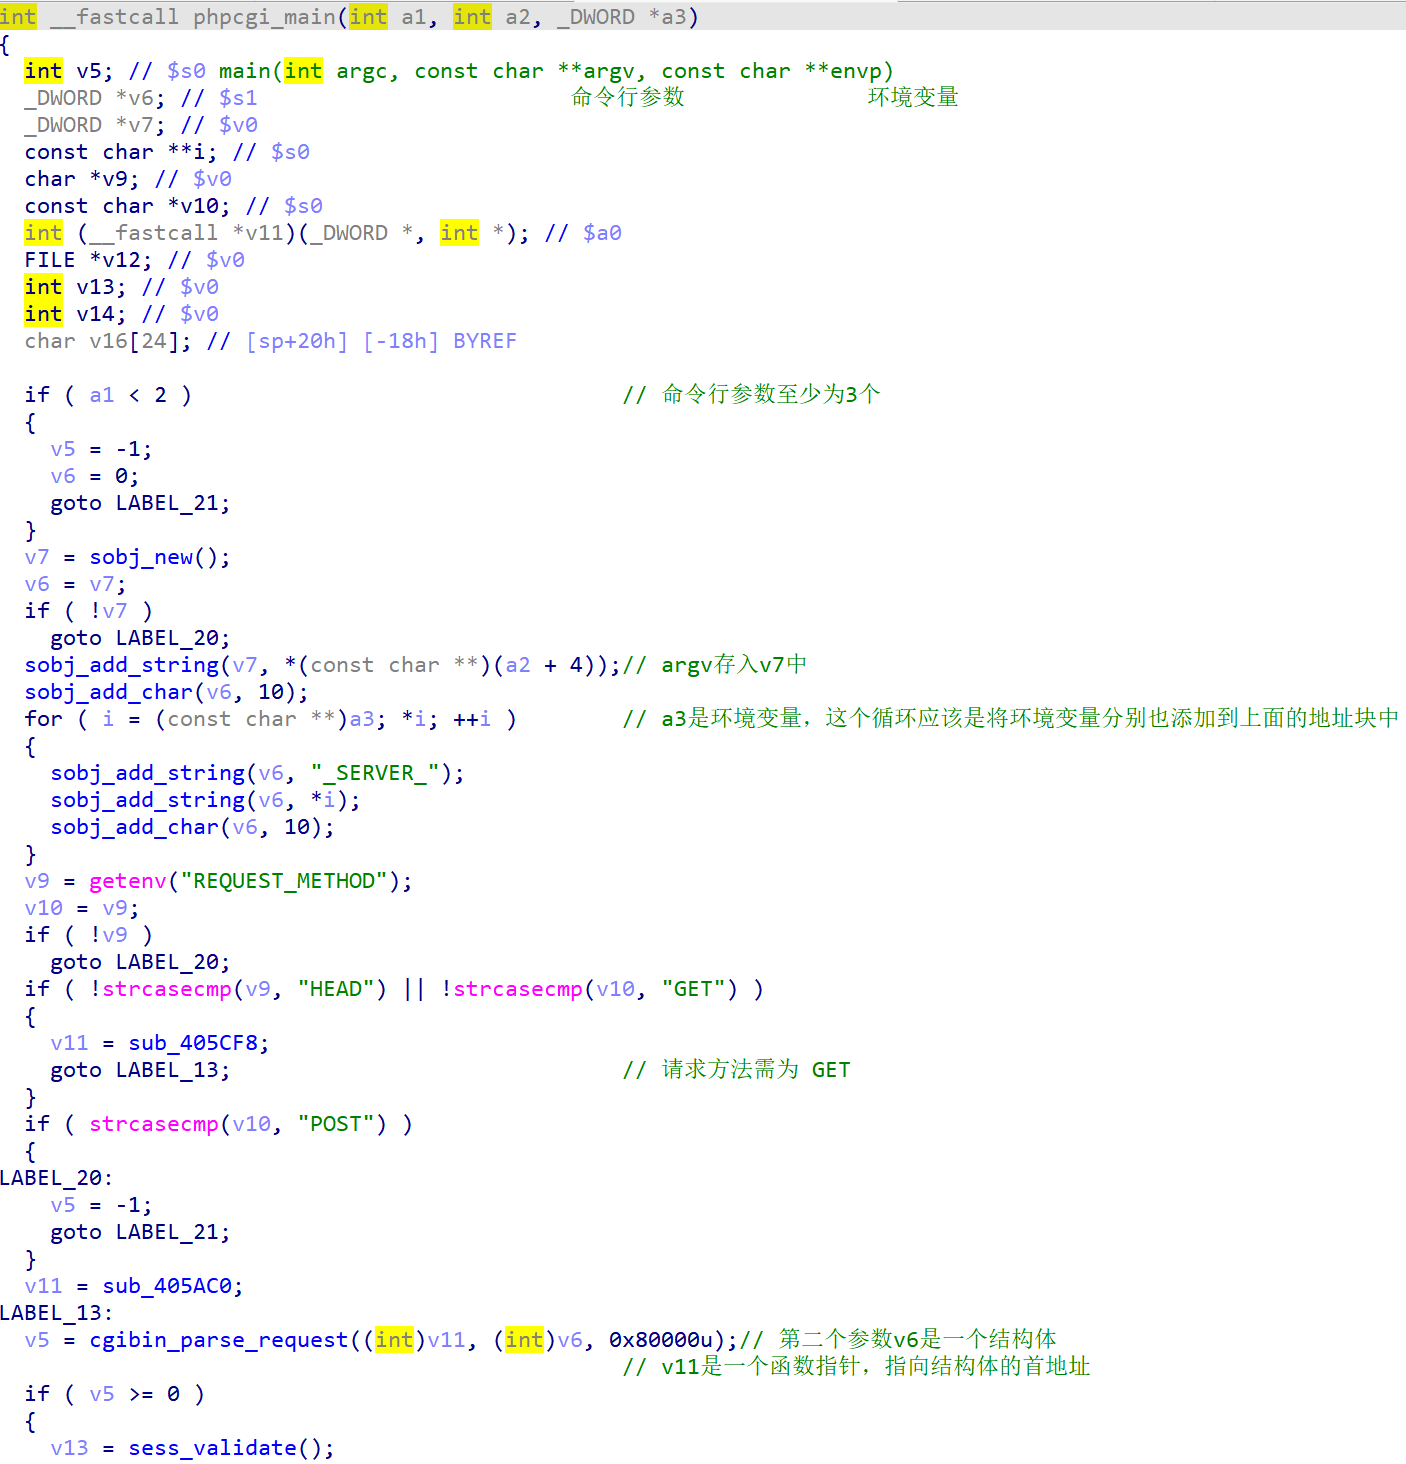 int __fastcall phpcgi_main(int a1, int a2, _DWORD *a3)
{
  int v5; // $s0 main(int argc, const char **argv, const char **envp)
  _DWORD *v6; // $s1                        命令行参数              环境变量
  _DWORD *v7; // $v0
  const char **i; // $s0
  char *v9; // $v0
  const char *v10; // $s0
  int (__fastcall *v11)(_DWORD *, int *); // $a0
  FILE *v12; // $v0
  int v13; // $v0
  int v14; // $v0
  char v16[24]; // [sp+20h] [-18h] BYREF

  if ( a1 < 2 )                                 // 命令行参数至少为3个
  {
    v5 = -1;
    v6 = 0;
    goto LABEL_21;
  }
  v7 = sobj_new();
  v6 = v7;
  if ( !v7 )
    goto LABEL_20;
  sobj_add_string(v7, *(const char **)(a2 + 4));// argv存入v7中
  sobj_add_char(v6, 10);
  for ( i = (const char **)a3; *i; ++i )        // a3是环境变量，这个循环应该是将环境变量分别也添加到上面的地址块中
  {
    sobj_add_string(v6, "_SERVER_");
    sobj_add_string(v6, *i);
    sobj_add_char(v6, 10);
  }
  v9 = getenv("REQUEST_METHOD");
  v10 = v9;
  if ( !v9 )
    goto LABEL_20;
  if ( !strcasecmp(v9, "HEAD") || !strcasecmp(v10, "GET") )
  {
    v11 = sub_405CF8;
    goto LABEL_13;                              // 请求方法需为 GET
  }
  if ( strcasecmp(v10, "POST") )
  {
LABEL_20:
    v5 = -1;
    goto LABEL_21;
  }
  v11 = sub_405AC0;
LABEL_13:
  v5 = cgibin_parse_request((int)v11, (int)v6, 0x80000u);// 第二个参数v6是一个结构体
                                                // v11是一个函数指针，指向结构体的首地址
  if ( v5 >= 0 )
  {
    v13 = sess_validate();